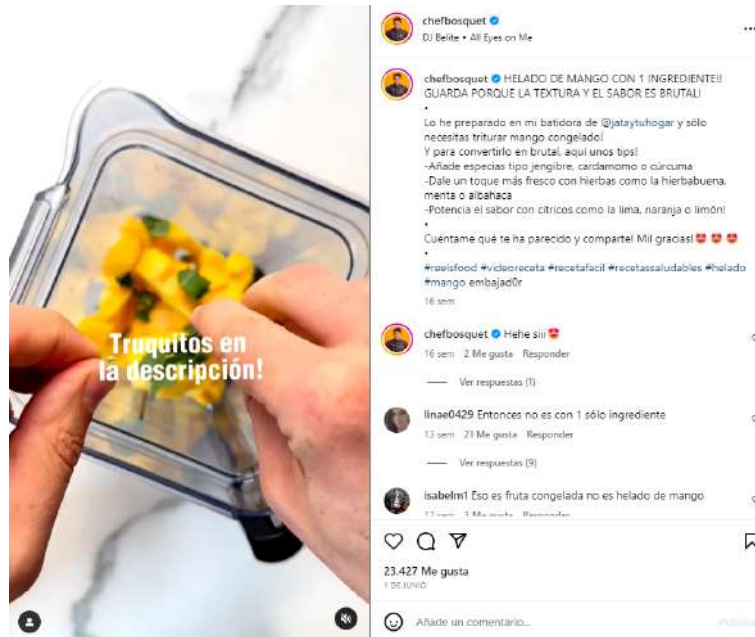 Truquitos en
la descripción!
chefbosquet
DJ Belite • All Eyes on Me
chefbosquet HELADO DE MANGO CON 1 INGREDIENTE!!
GUARDA PORQUE LA TEXTURA Y EL SABOR ES BRUTAL!
•
Lo he preparado en mi batidora de @jataytuhogar y sólo
necesitas triturar mango congelado!
Y para convertirlo en brutal, aquí unos tips!
-Añade especias tipo jengibre, cardamomo o cúrcuma
-Dale un toque más fresco con hierbas como la hierbabuena,
menta o albahaca
-Potencia el sabor con cítricos como la lima, naranja o limón!
•
Cuéntame qué te ha parecido y comparte! Mil gracias! 😍 😍 😍
•
#reelsfood #videoreceta #recetafacil #recetassaludables #helado
#mango embajad0r
16 sem
chefbosquet Hehe siii 😍
16 sem 2 Me gusta Responder
Ver respuestas (1)
linae0429 Entonces no es con 1 sólo ingrediente
13 sem 21 Me gusta Responder
Ver respuestas (9)
isabelm1 Eso es fruta congelada no es helado de mango
3 Me gusta Responder
23.427 Me gusta
1 DE JUNIO
Añade un comentario...
Publicar